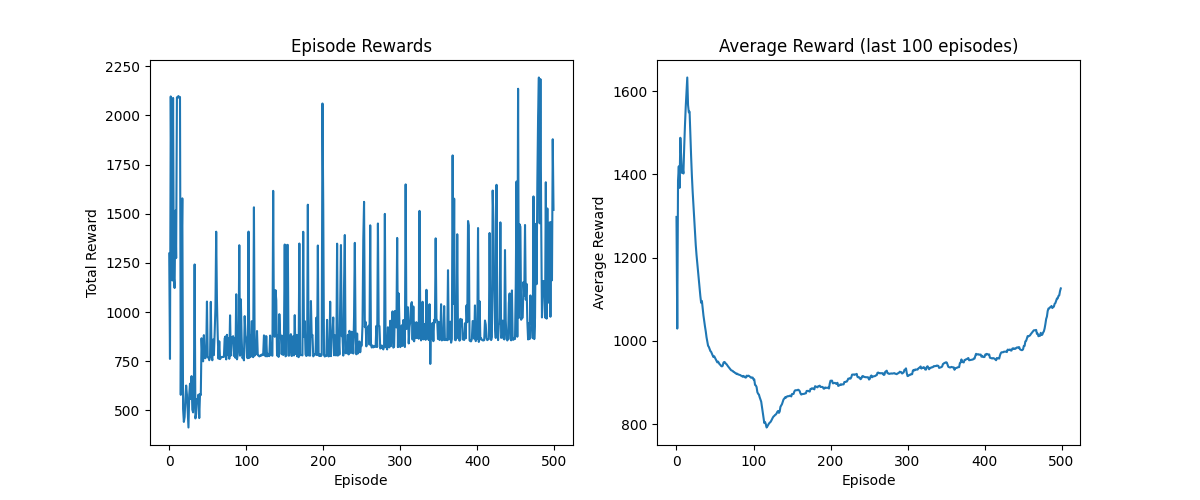 Episode Rewards
Total Reward
2250
2000
1750
1500
1250
1000
750
500
0 100 200 300 400 500
Episode
Average Reward (last 100 episodes)
Average Reward
1600
1400
1200
1000
800
0 100 200 300 400 500
Episode